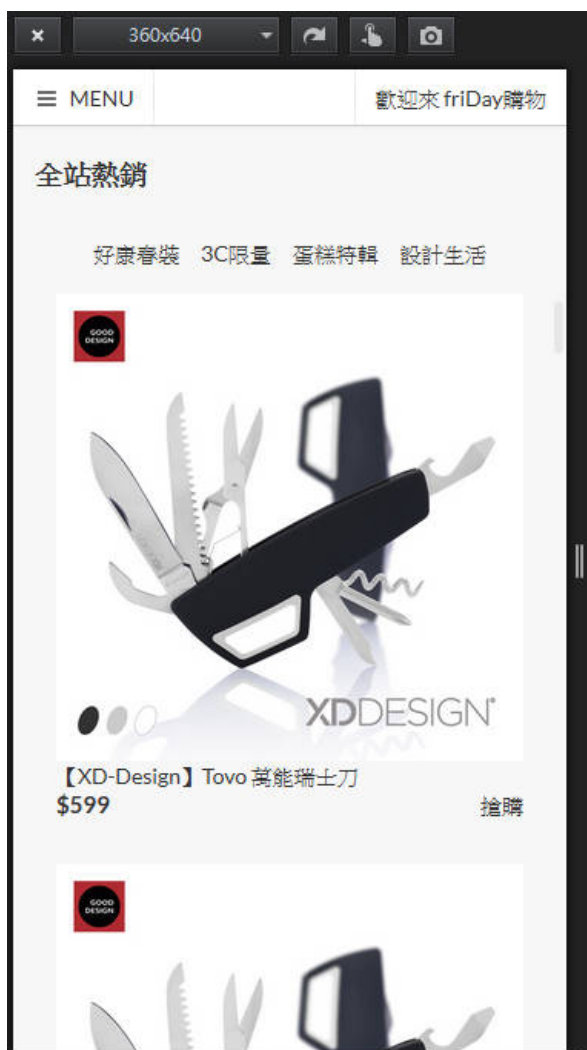 360x640
MENU
歡迎來 friDay購物
全站熱銷
好康春裝 3C限量 蛋糕特輯 設計生活
GOOD
DESIGN
XDDESIGN®
【XD-Design】Tovo 萬能瑞士刀
$599
搶購
GOOD
DESIGN